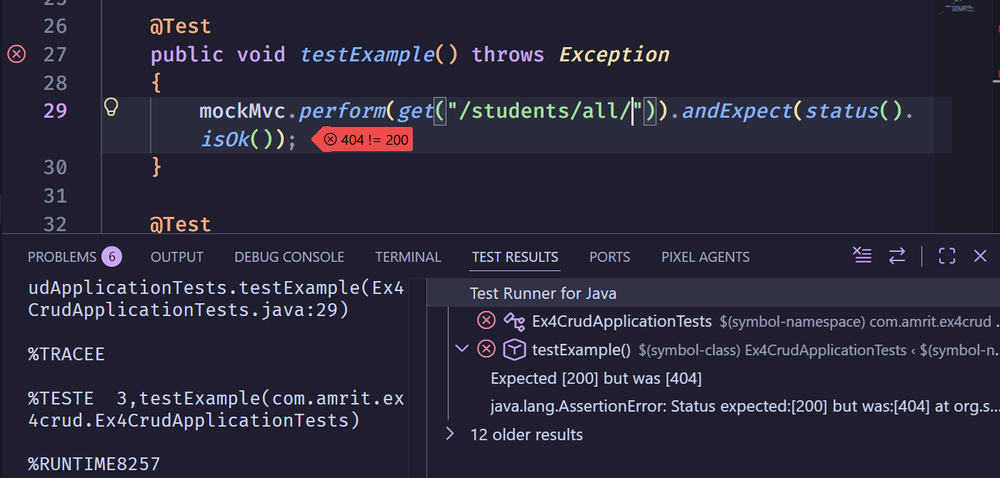 25
26 @Test
27 public void testExample() throws Exception
28 {
29 mockMvc.perform(get("/students/all/")).andExpect(status().
isOk()); 404 != 200
30 }
31
32 @Test
PROBLEMS 6 OUTPUT DEBUG CONSOLE TERMINAL TEST RESULTS PORTS PIXEL AGENTS
udApplicationTests.testExample(Ex4
CrudApplicationTests.java:29)
%TRACEE
%TESTE  3,testExample(com.amrit.ex
4crud.Ex4CrudApplicationTests)
%RUNTIME8257
Test Runner for Java
Ex4CrudApplicationTests $(symbol-namespace) com.amrit.ex4crud ...
testExample() $(symbol-class) Ex4CrudApplicationTests ‹ $(symbol-n...
Expected [200] but was [404]
java.lang.AssertionError: Status expected:[200] but was:[404] at org.s...
12 older results